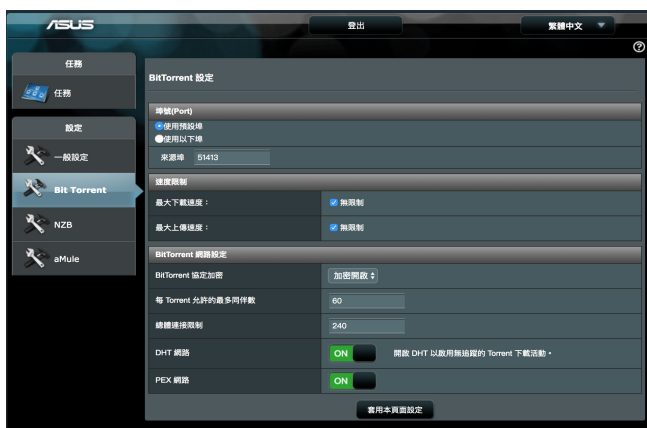 ASUS
登出
繁體中文
任務
任務
設定
一般設定
Bit Torrent
NZB
aMule
BitTorrent 設定
埠號(Port)
使用預設埠
使用以下埠
來源埠 51413
速度限制
最大下載速度： 無限制
最大上傳速度： 無限制
BitTorrent 網路設定
BitTorrent 協定加密 加密開啟
每 Torrent 允許的最多同伴數 60
總體連接限制 240
DHT 網路 ON 開啟 DHT 以啟用無追蹤的 Torrent 下載活動。
PEX 網路 ON
套用本頁面設定